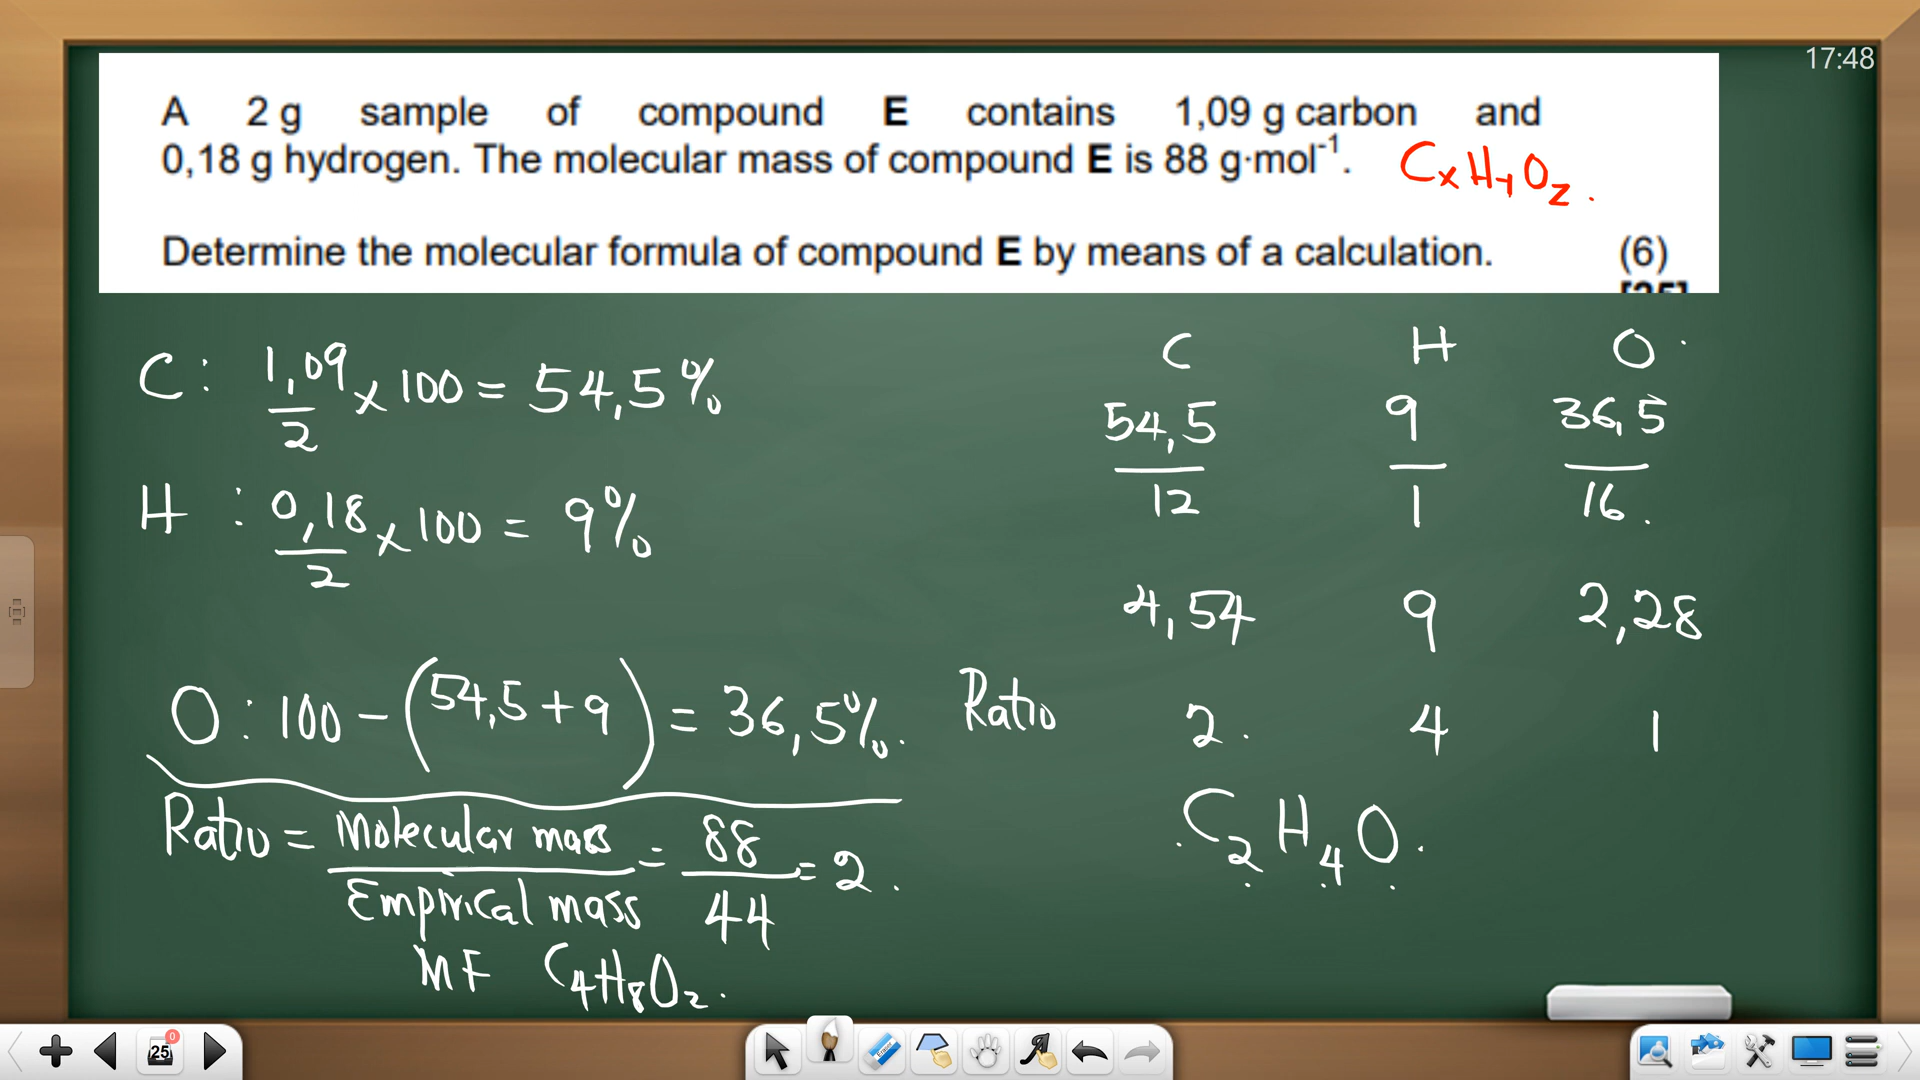 17:48
A 2 g sample of compound E contains 1,09 g carbon and
0,18 g hydrogen. The molecular mass of compound E is 88 g·mol⁻¹. CxHyOz.
Determine the molecular formula of compound E by means of a calculation. (6)
[25]
C: 1,09/2 x 100 = 54,5%
H : 0,18/2 x 100 = 9%
O : 100 - (54,5 + 9) = 36,5%.
Ratio = Molecular mass/Empirical mass = 88/44 = 2.
MF C₄H₈O₂.
C H O
54,5/12 9/1 36,5/16.
4,54 9 2,28
Ratio 2. 4 1
C₂H₄O.
25
0
Eraser